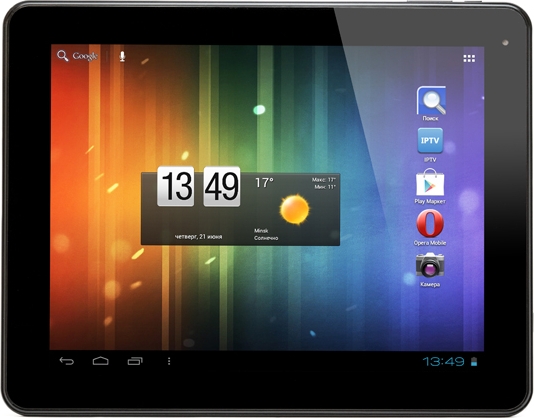 Google
13 49
17°
Макс: 17°
Мин: 11°
четверг, 21 июня
Minsk
Солнечно
Поиск
IPTV
IPTV
Play Маркет
Opera Mobile
Камера
13:49